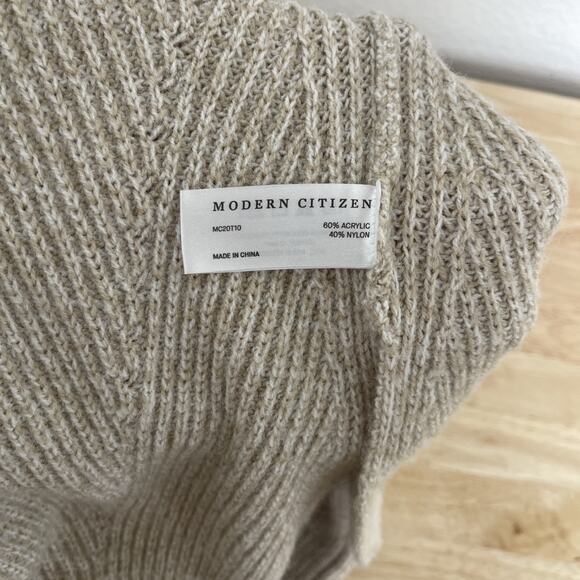 MODERN CITIZEN
MC20T10 60% ACRYLIC
40% NYLON
MADE IN CHINA